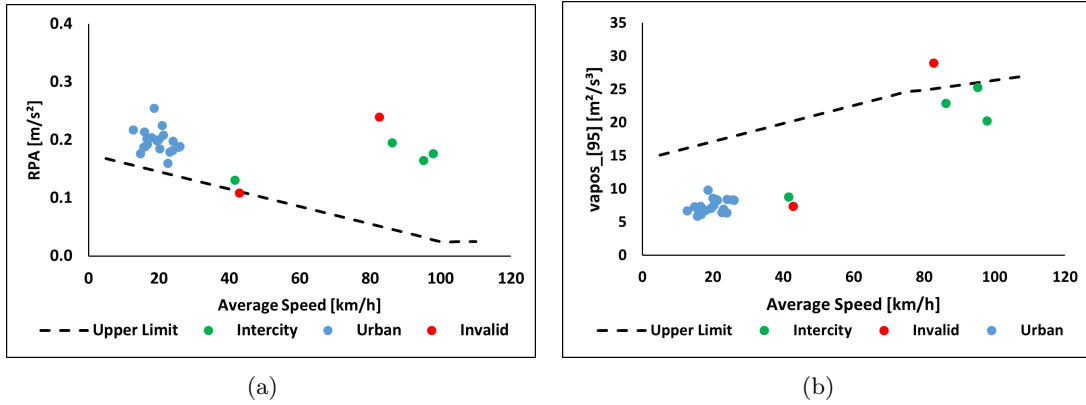 0.4
0.3
0.2
0.1
0.0
RPA [m/s²]
0 20 40 60 80 100 120
Average Speed [km/h]
Upper Limit Intercity Urban Invalid
(a)
35
30
25
20
15
10
5
0
vapos_[95] [m²/s³]
0 20 40 60 80 100 120
Average Speed [km/h]
Upper Limit Intercity Invalid Urban
(b)